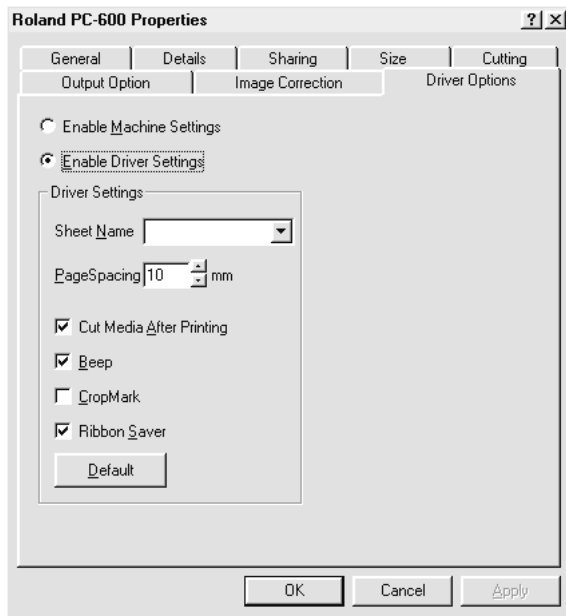 Roland PC-600 Properties
General Details Sharing Size Cutting
Output Option Image Correction Driver Options
Enable Machine Settings
Enable Driver Settings
Driver Settings
Sheet Name
PageSpacing 10 mm
Cut Media After Printing
Beep
CropMark
Ribbon Saver
Default
OK Cancel Apply